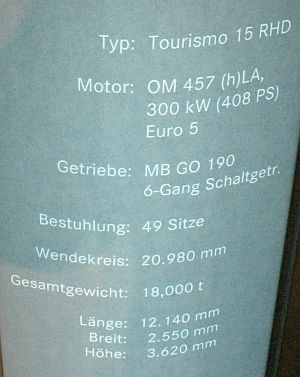 Typ: Tourismo 15 RHD
Motor: OM 457 (h)LA,
300 kW (408 PS)
Euro 5
Getriebe: MB GO 190
6-Gang Schaltgetr.
Bestuhlung: 49 Sitze
Wendekreis: 20.980 mm
Gesamtgewicht: 18,000 t
Länge: 12.140 mm
Breit: 2.550 mm
Höhe: 3.620 mm